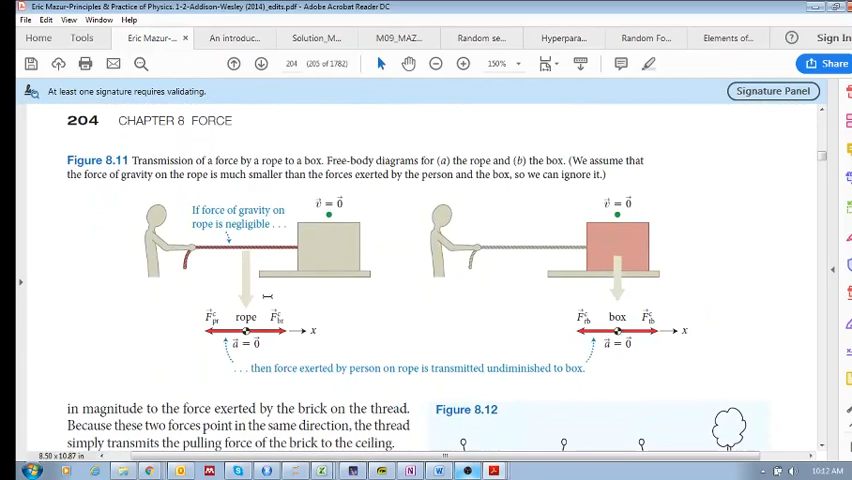 Eric Mazur-Principles & Practice of Physics. 1-2-Addison-Wesley (2014)_edits.pdf - Adobe Acrobat Reader DC
File Edit View Window Help
Home Tools Eric Mazur-... × An introduc... Solution_M... M09_MAZ... Random se... Hyperpara... Random Fo... Elements of... Sign In
204 (205 of 1782) 150% Share
At least one signature requires validating. Signature Panel
204 CHAPTER 8 FORCE
Figure 8.11 Transmission of a force by a rope to a box. Free-body diagrams for (a) the rope and (b) the box. (We assume that
the force of gravity on the rope is much smaller than the forces exerted by the person and the box, so we can ignore it.)
If force of gravity on
rope is negligible . . .
v⃗ = 0⃗
v⃗ = 0⃗
F⃗ᶜpr rope F⃗ᶜbr x
a⃗ = 0⃗
F⃗ᶜrb box F⃗ᶜtb x
a⃗ = 0⃗
. . . then force exerted by person on rope is transmitted undiminished to box.
in magnitude to the force exerted by the brick on the thread.
Because these two forces point in the same direction, the thread
simply transmits the pulling force of the brick to the ceiling.
Figure 8.12
8.50 x 10.87 in
10:12 AM